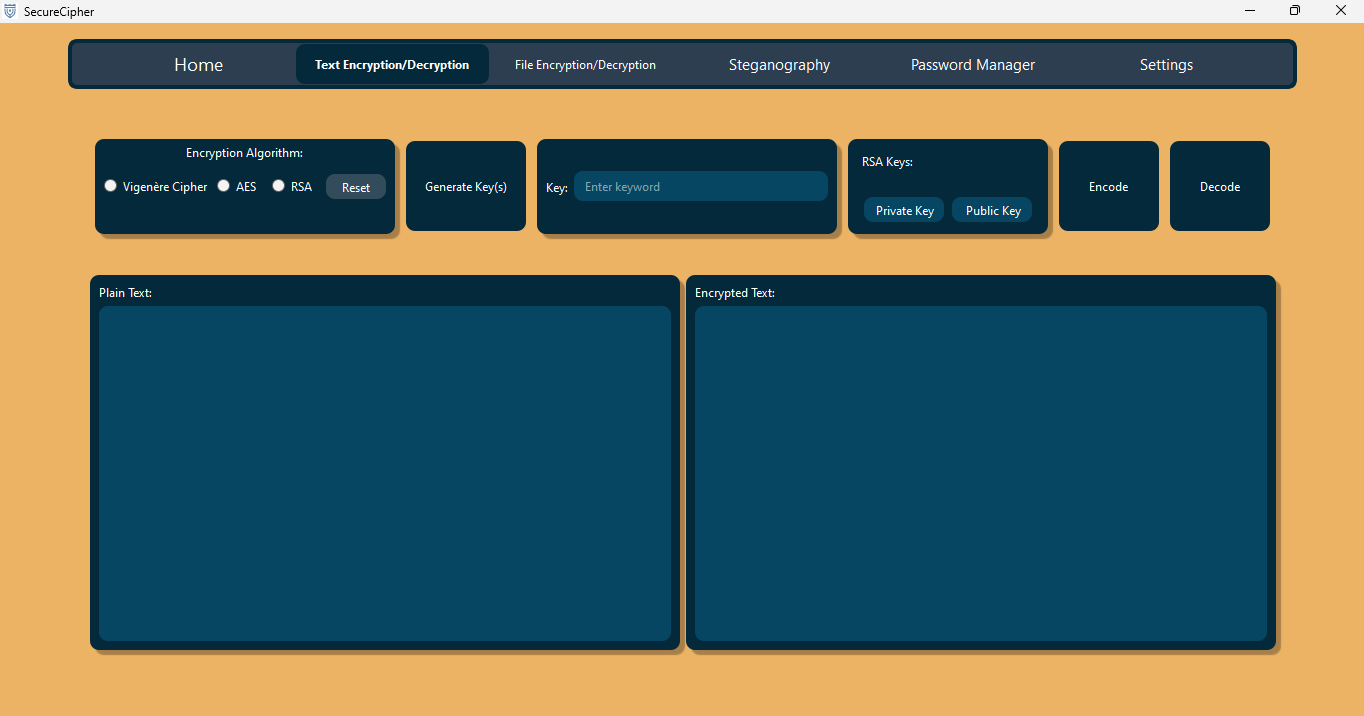 SecureCipher
Home
Text Encryption/Decryption
File Encryption/Decryption
Steganography
Password Manager
Settings
Encryption Algorithm:
Vigenère Cipher
AES
RSA
Reset
Generate Key(s)
Key:
Enter keyword
RSA Keys:
Private Key
Public Key
Encode
Decode
Plain Text:
Encrypted Text: